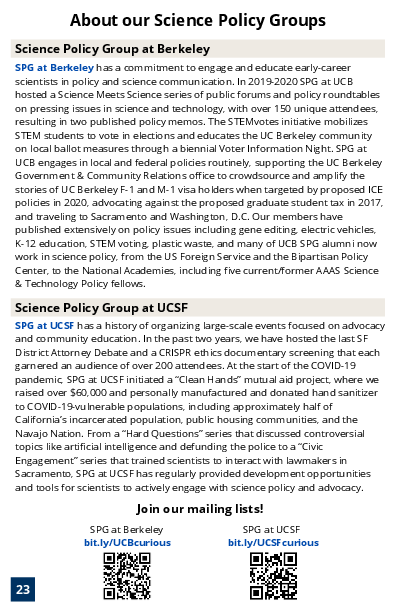 About our Science Policy Groups
Science Policy Group at Berkeley
SPG at Berkeley has a commitment to engage and educate early-career
scientists in policy and science communication. In 2019-2020 SPG at UCB
hosted a Science Meets Science series of public forums and policy roundtables
on pressing issues in science and technology, with over 150 unique attendees,
resulting in two published policy memos. The STEMvotes initiative mobilizes
STEM students to vote in elections and educates the UC Berkeley community
on local ballot measures through a biennial Voter Information Night. SPG at
UCB engages in local and federal policies routinely, supporting the UC Berkeley
Government & Community Relations office to crowdsource and amplify the
stories of UC Berkeley F-1 and M-1 visa holders when targeted by proposed ICE
policies in 2020, advocating against the proposed graduate student tax in 2017,
and traveling to Sacramento and Washington, D.C. Our members have
published extensively on policy issues including gene editing, electric vehicles,
K-12 education, STEM voting, plastic waste, and many of UCB SPG alumni now
work in science policy, from the US Foreign Service and the Bipartisan Policy
Center, to the National Academies, including five current/former AAAS Science
& Technology Policy fellows.
Science Policy Group at UCSF
SPG at UCSF has a history of organizing large-scale events focused on advocacy
and community education. In the past two years, we have hosted the last SF
District Attorney Debate and a CRISPR ethics documentary screening that each
garnered an audience of over 200 attendees. At the start of the COVID-19
pandemic, SPG at UCSF initiated a “Clean Hands” mutual aid project, where we
raised over $60,000 and personally manufactured and donated hand sanitizer
to COVID-19-vulnerable populations, including approximately half of
California’s incarcerated population, public housing communities, and the
Navajo Nation. From a “Hard Questions” series that discussed controversial
topics like artificial intelligence and defunding the police to a “Civic
Engagement” series that trained scientists to interact with lawmakers in
Sacramento, SPG at UCSF has regularly provided development opportunities
and tools for scientists to actively engage with science policy and advocacy.
Join our mailing lists!
SPG at Berkeley
bit.ly/UCBcurious
SPG at UCSF
bit.ly/UCSFcurious
23